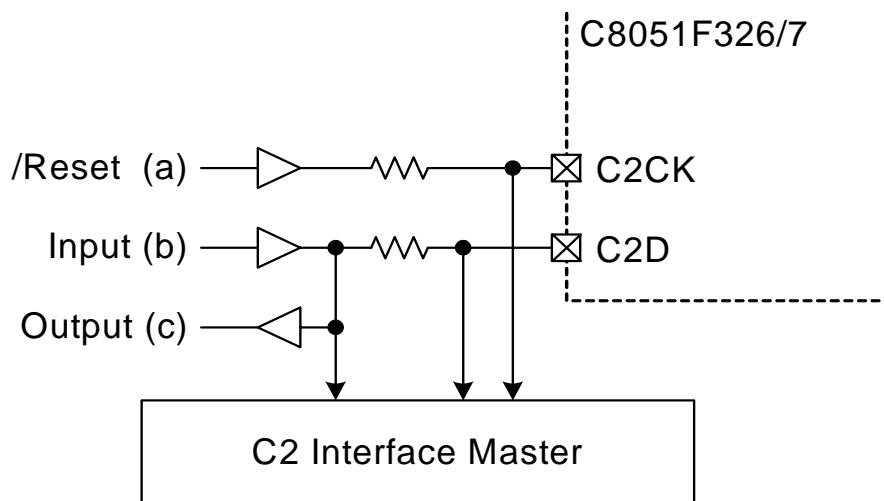 C8051F326/7
/Reset (a)
C2CK
Input (b)
C2D
Output (c)
C2 Interface Master